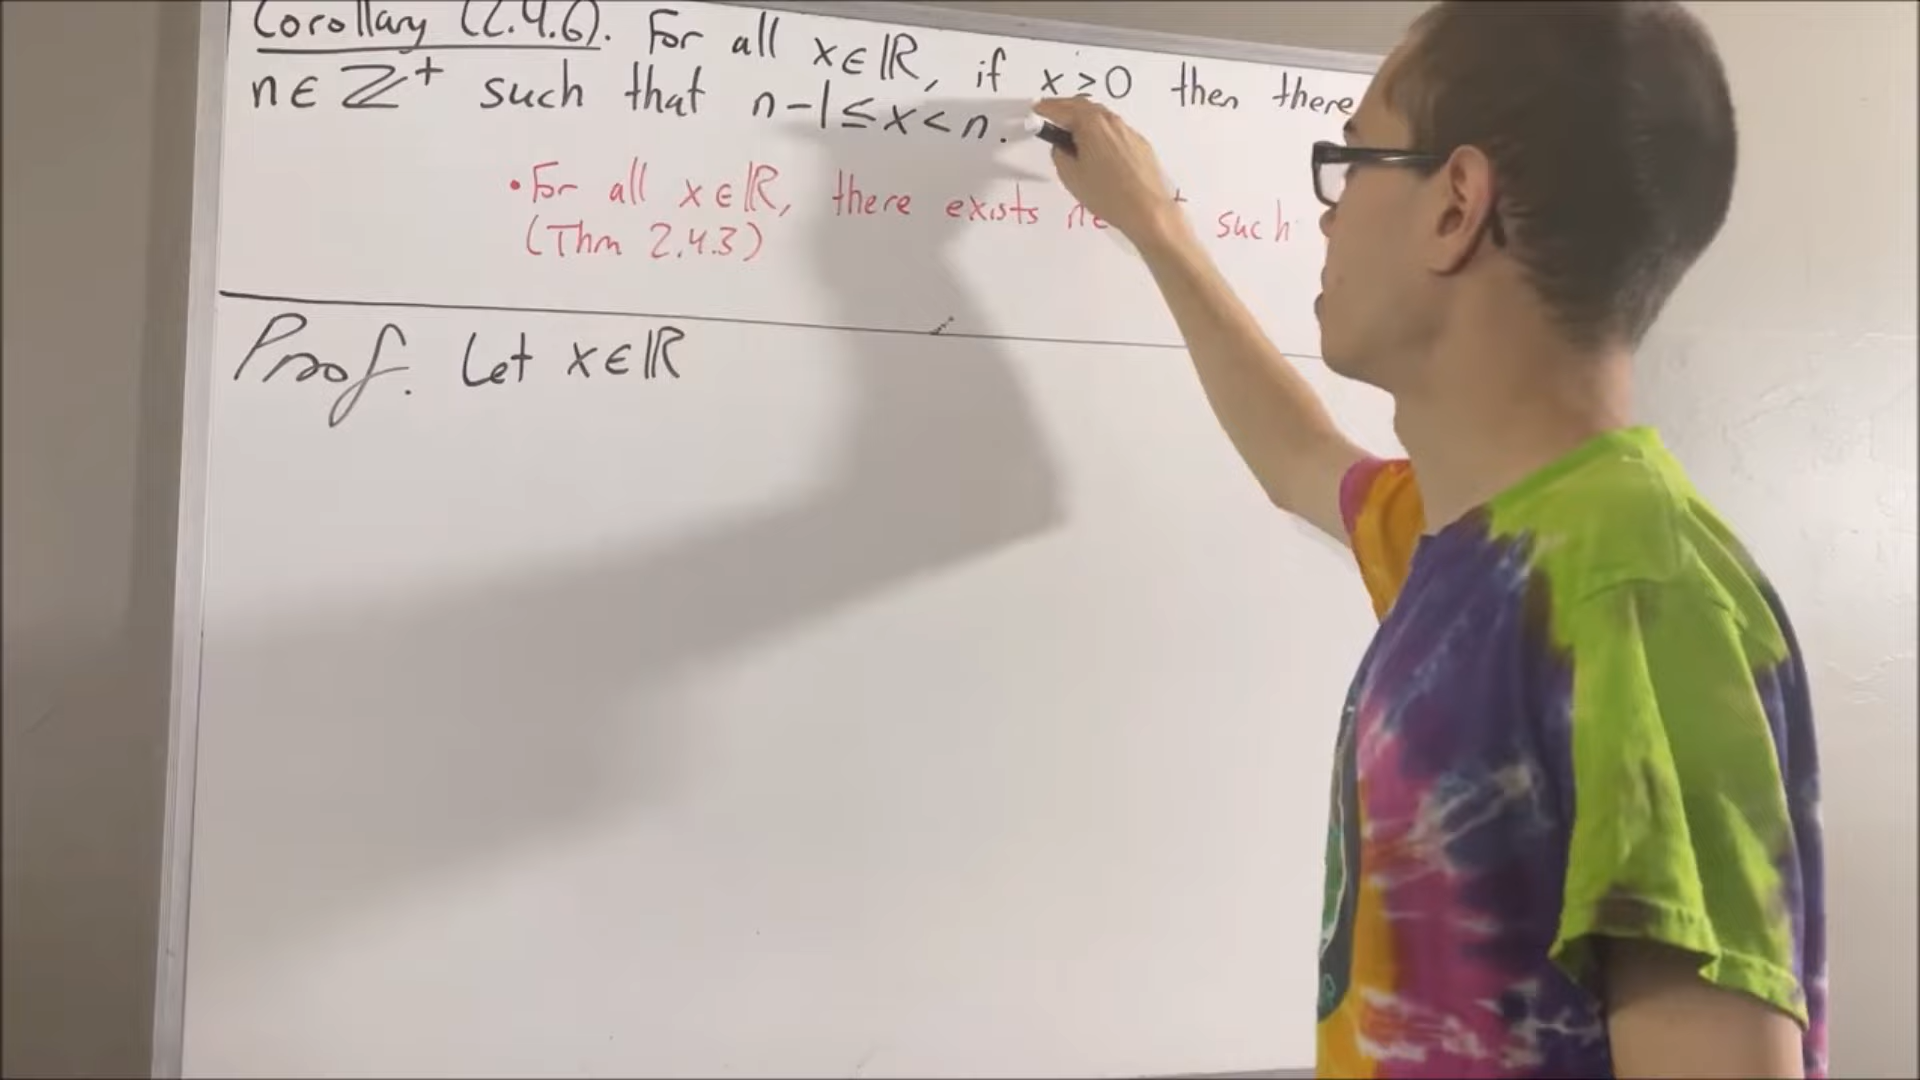 Corollary (2.4.6). For all x∈ℝ, if x≥0 then there
n∈ℤ⁺ such that n-1≤x<n.
• For all x∈ℝ, there exists n∈ ⁺ such
(Thm 2.4.3)
Proof. Let x∈ℝ